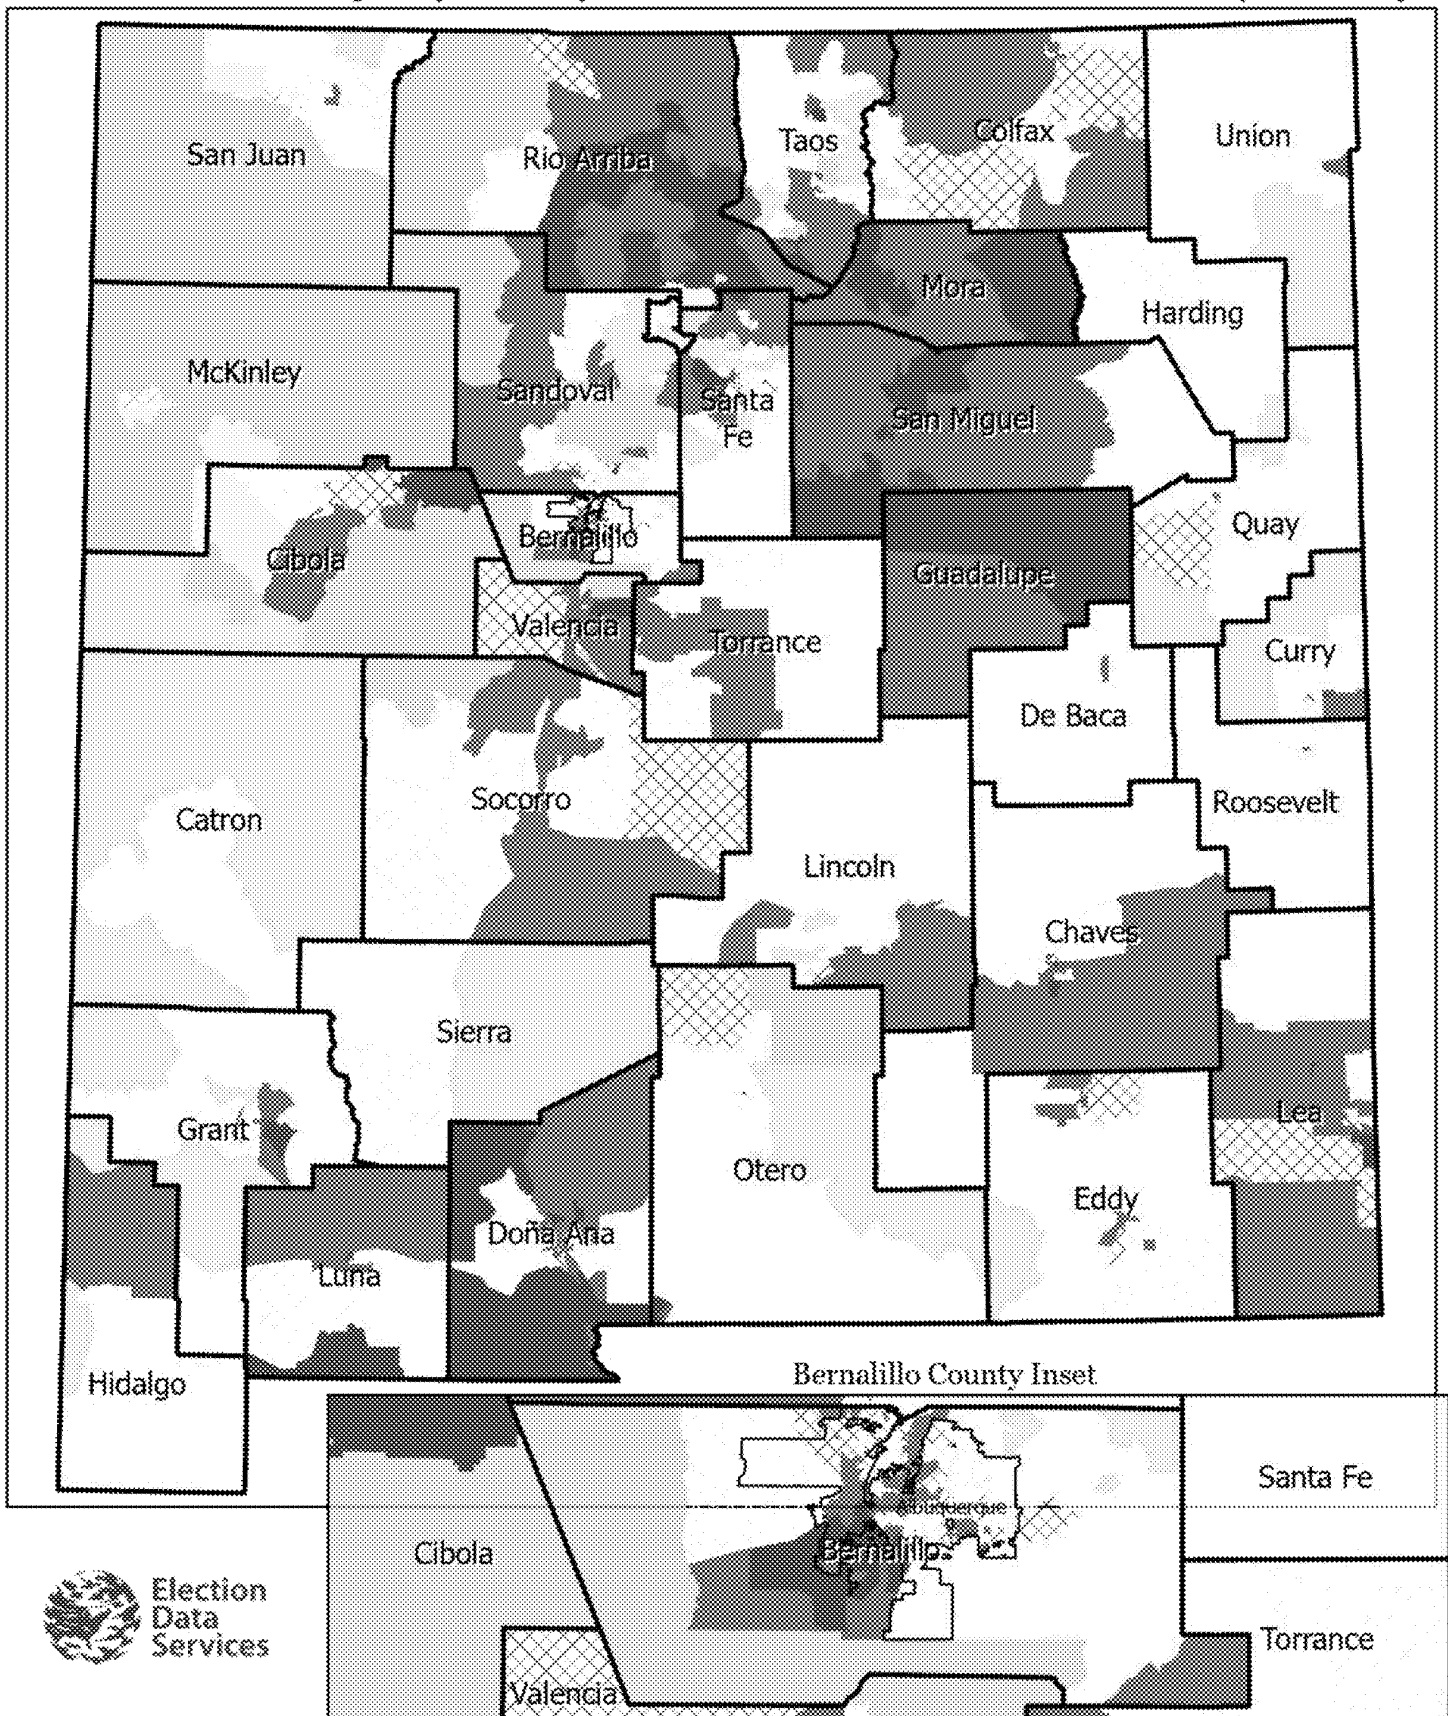 San Juan
Rio Arriba
Taos
Colfax
Union
Mora
Harding
McKinley
Sandoval
Santa
Fe
San Miguel
Bernalillo
Quay
Cibola
Guadalupe
Valencia
Torrance
Curry
De Baca
Catron
Socorro
Roosevelt
Lincoln
Chaves
Sierra
Grant
Lea
Otero
Eddy
Doña Ana
Luna
Hidalgo
Bernalillo County Inset
Santa Fe
Albuquerque
Cibola
Bernalillo
Election
Data
Services
Torrance
Valencia